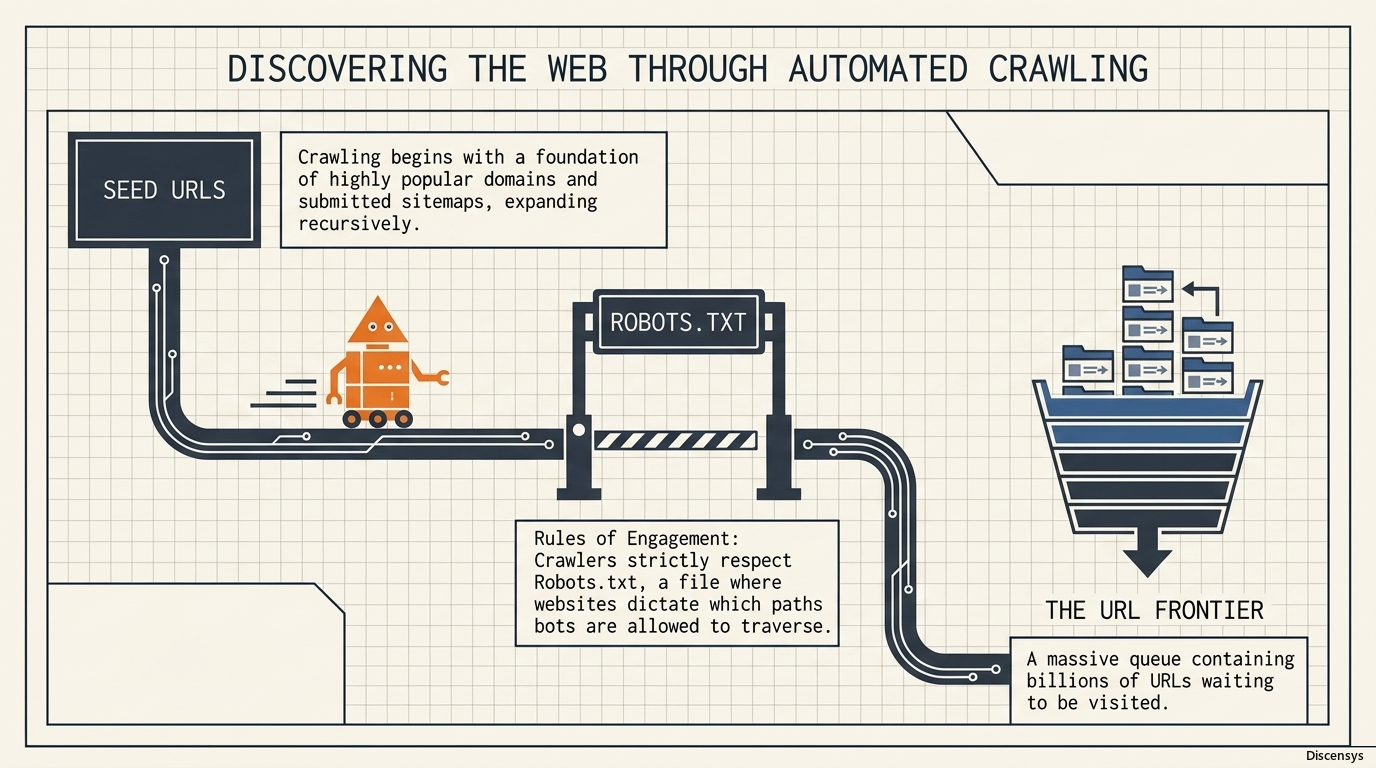 DISCOVERING THE WEB THROUGH AUTOMATED CRAWLING
SEED URLS
Crawling begins with a foundation
of highly popular domains and
submitted sitemaps, expanding
recursively.
ROBOTS.TXT
Rules of Engagement:
Crawlers strictly respect
Robots.txt, a file where
websites dictate which paths
bots are allowed to traverse.
THE URL FRONTIER
A massive queue containing
billions of URLs waiting
to be visited.
Discensys